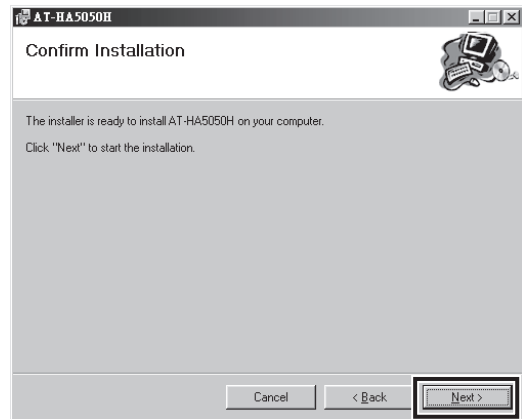 AT-HA5050H
Confirm Installation
The installer is ready to install AT-HA5050H on your computer.
Click "Next" to start the installation.
Cancel
< Back
Next >